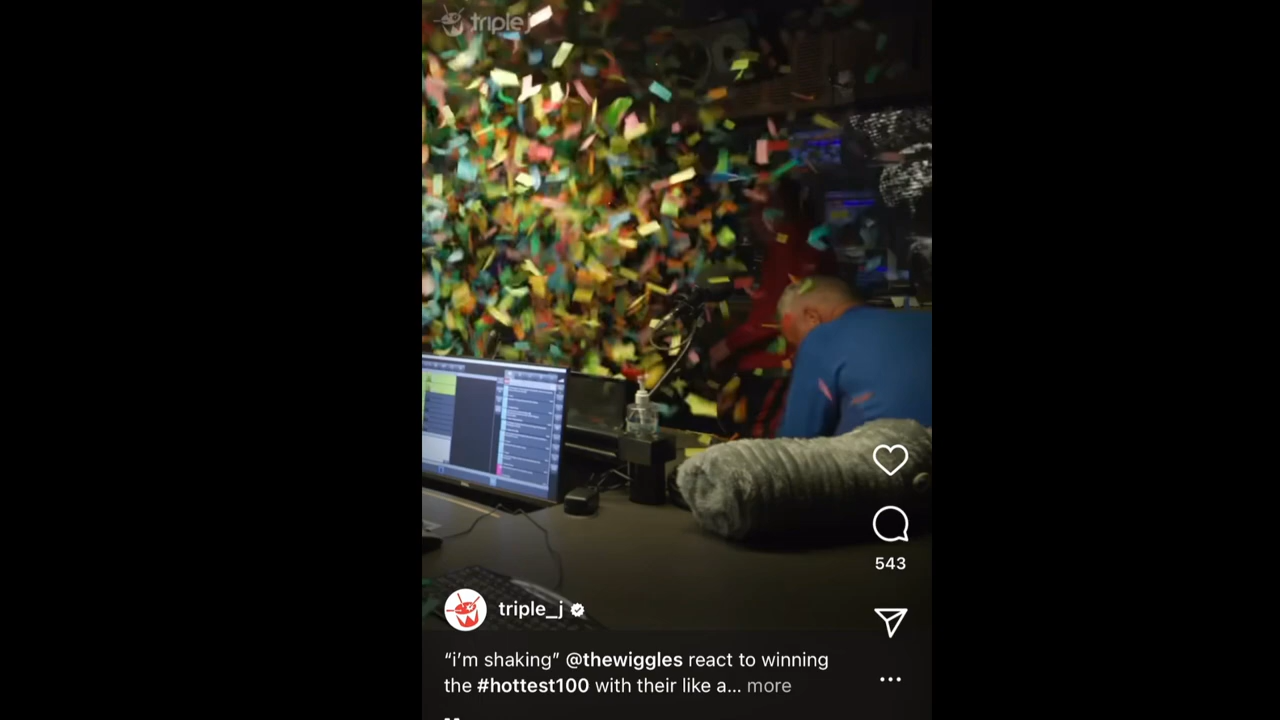 triple j
543
triple_j
“i’m shaking” @thewiggles react to winning
the #hottest100 with their like a... more